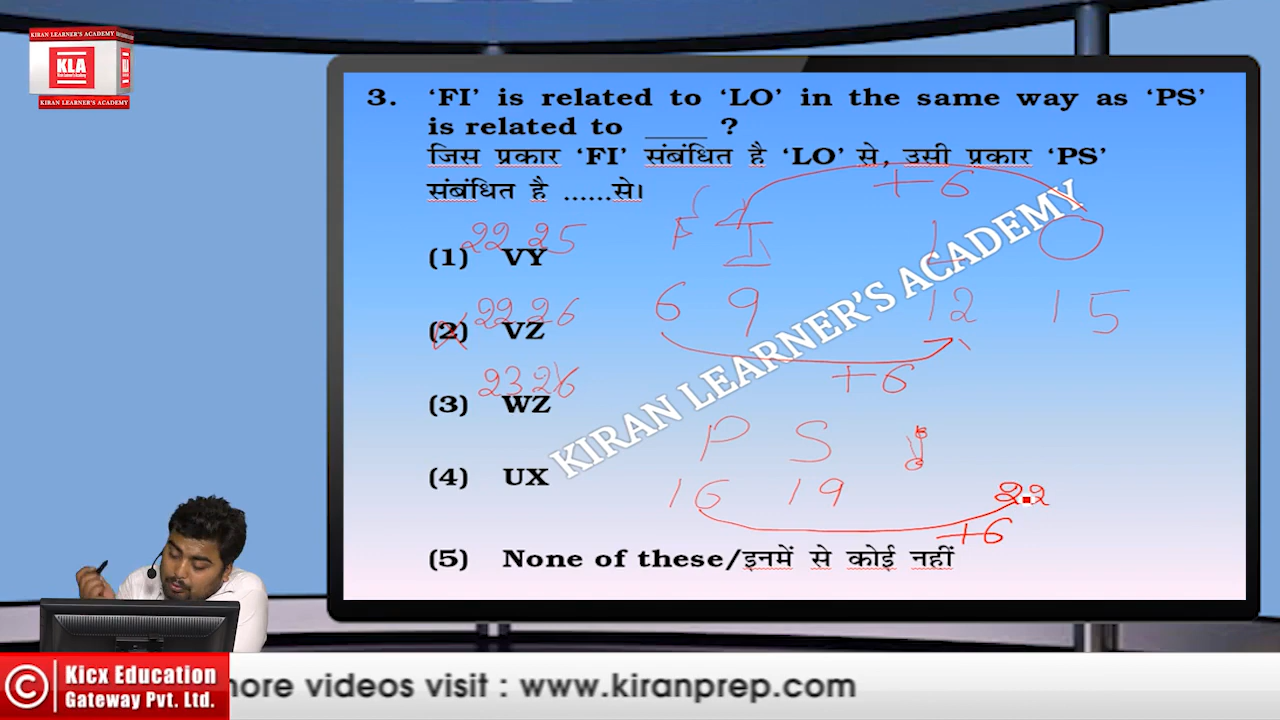 KIRAN LEARNER'S ACADEMY
KLA
Kiran Learner's Academy
KIRAN LEARNER'S ACADEMY
3. ‘FI’ is related to ‘LO’ in the same way as ‘PS’
is related to ____ ?
जिस प्रकार ‘FI’ संबंधित है ‘LO’ से, उसी प्रकार ‘PS’
संबंधित है ......से।
+6
22 25
F I L O
(1) VY
22 26
6 9 12 15
(2) VZ
+6
23 26
(3) WZ
KIRAN LEARNER'S ACADEMY
P S
(4) UX
16 19 22
+6
(5) None of these/इनमें से कोई नहीं
© Kicx Education
Gateway Pvt. Ltd.
more videos visit : www.kiranprep.com